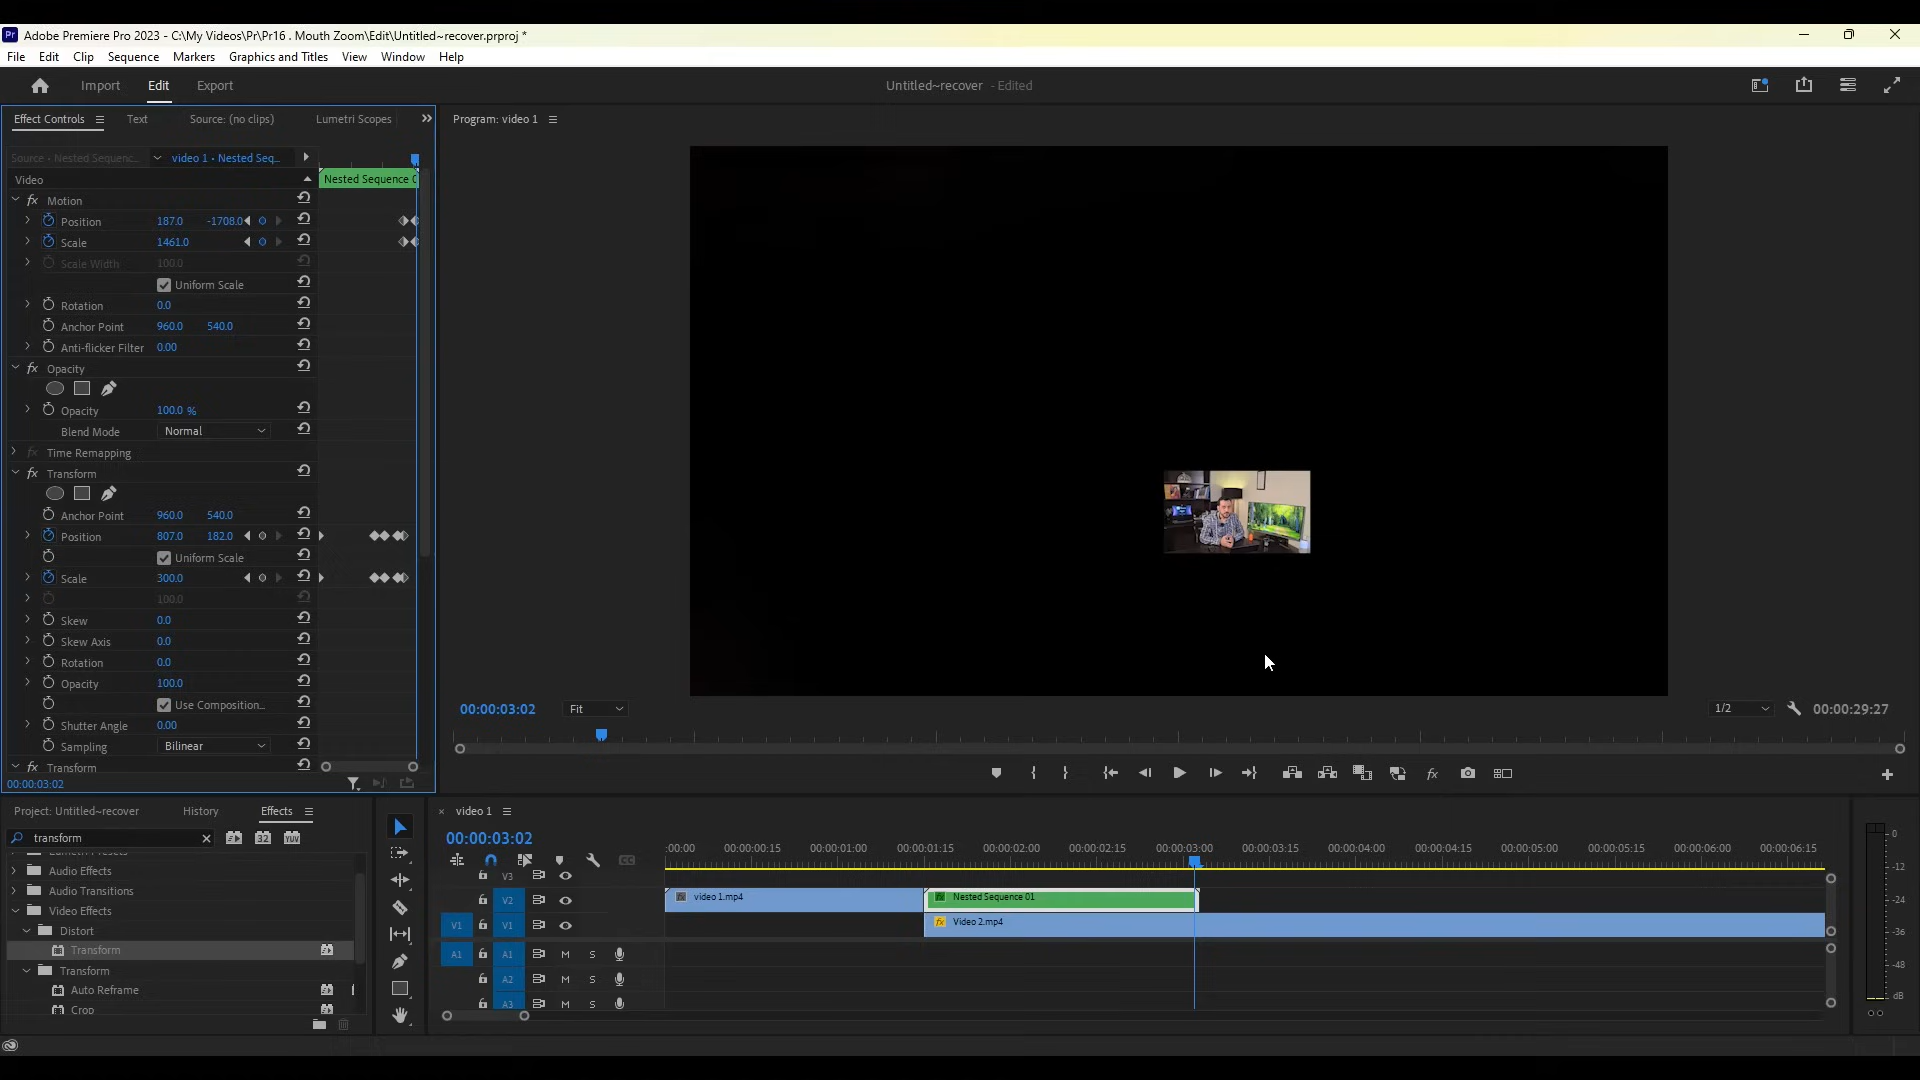 Pr Adobe Premiere Pro 2023 - C:\My Videos\Pr\Pr16 . Mouth Zoom\Edit\Untitled~recover.prproj *
File Edit Clip Sequence Markers Graphics and Titles View Window Help
Import Edit Export Untitled~recover - Edited
Effect Controls Text Source: (no clips) Lumetri Scopes
Program: video 1
Source - Nested Sequenc... video 1 - Nested Seq...
Video Nested Sequence 0
fx Motion
Position 187.0 -1708.0
Scale 1461.0
Scale Width 100.0
Uniform Scale
Rotation 0.0
Anchor Point 960.0 540.0
Anti-flicker Filter 0.00
fx Opacity
Opacity 100.0 %
Blend Mode Normal
fx Time Remapping
fx Transform
Anchor Point 960.0 540.0
Position 807.0 182.0
Uniform Scale
Scale 300.0
100.0
Skew 0.0
Skew Axis 0.0
Rotation 0.0
Opacity 100.0
Use Composition...
Shutter Angle 0.00
Sampling Bilinear
fx Transform
00:00:03:02
00:00:03:02 Fit 1/2 00:00:29:27
fx
Project: Untitled~recover History Effects
transform 32 YUV
Audio Effects
Audio Transitions
Video Effects
Distort
Transform
Transform
Auto Reframe
Crop
video 1
00:00:03:02
:00:00 00:00:00:15 00:00:01:00 00:00:01:15 00:00:02:00 00:00:02:15 00:00:03:00 00:00:03:15 00:00:04:00 00:00:04:15 00:00:05:00 00:00:05:15 00:00:06:00 00:00:06:15
V3
V2 fx video 1.mp4 fx Nested Sequence 01
V1 V1 fx Video 2.mp4
A1 A1 M S
A2 M S
A3 M S
0
-12
-24
-36
-48
dB